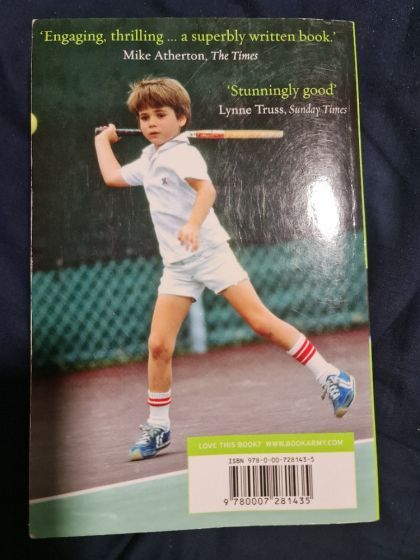 ‘Engaging, thrilling ... a superbly written book.’
Mike Atherton, The Times
‘Stunningly good’
Lynne Truss, Sunday Times
LOVE THIS BOOK? WWW.BOOKARMY.COM
ISBN 978-0-00-728143-5
9 780007 281435